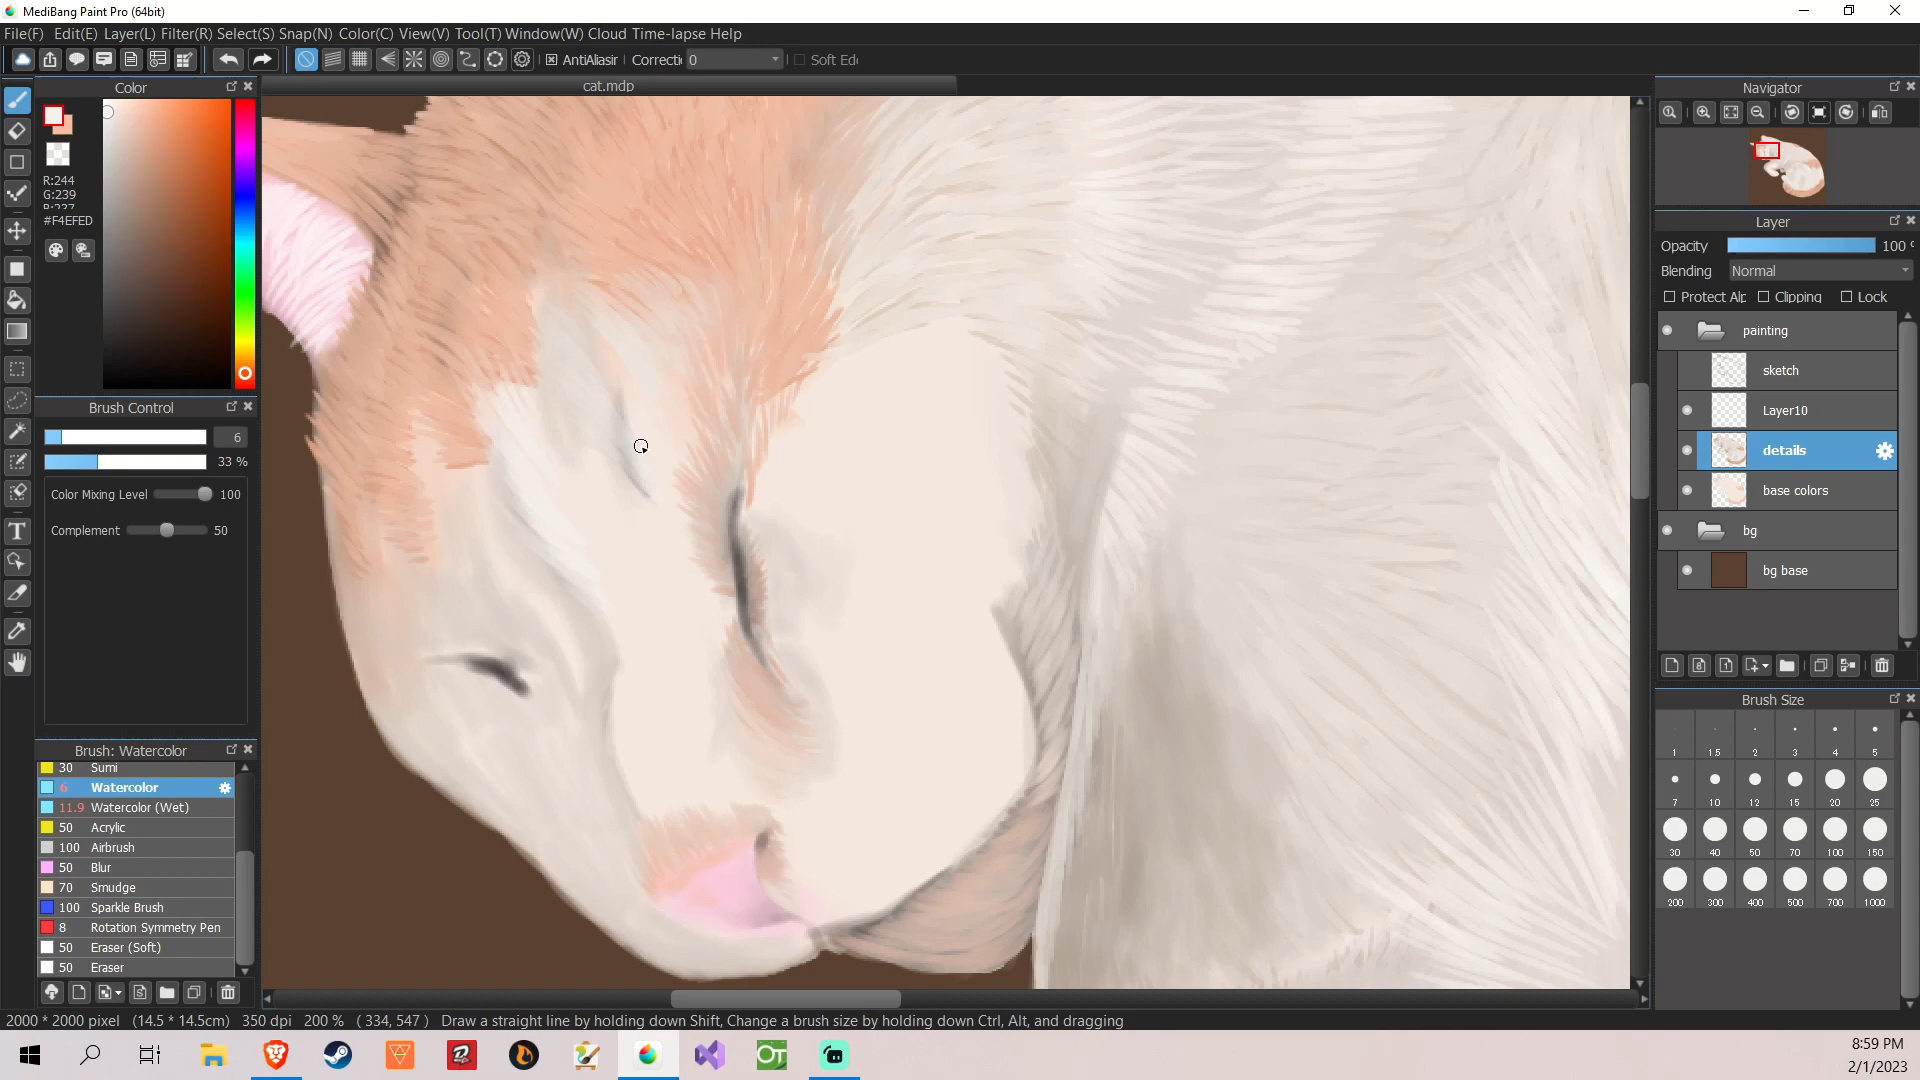 MediBang Paint Pro (64bit)
File(F) Edit(E) Layer(L) Filter(R) Select(S) Snap(N) Color(C) View(V) Tool(T) Window(W) Cloud Time-lapse Help
AntiAliasir Correctic 0 Soft Ed
cat.mdp
Color
R:244
G:239
B:237
#F4EFED
Brush Control
6
33 %
Color Mixing Level 100
Complement 50
Brush: Watercolor
30 Sumi
6 Watercolor
11.9 Watercolor (Wet)
50 Acrylic
100 Airbrush
50 Blur
70 Smudge
100 Sparkle Brush
8 Rotation Symmetry Pen
50 Eraser (Soft)
50 Eraser
Navigator
Layer
Opacity 100
Blending Normal
Protect Alp Clipping Lock
painting
sketch
Layer10
details
base colors
bg
bg base
Brush Size
1 1.5 2 3 4 5
7 10 12 15 20 25
30 40 50 70 100 150
200 300 400 500 700 1000
2000 * 2000 pixel (14.5 * 14.5cm) 350 dpi 200 % ( 334, 547 ) Draw a straight line by holding down Shift, Change a brush size by holding down Ctrl, Alt, and dragging
OT
8:59 PM
2/1/2023